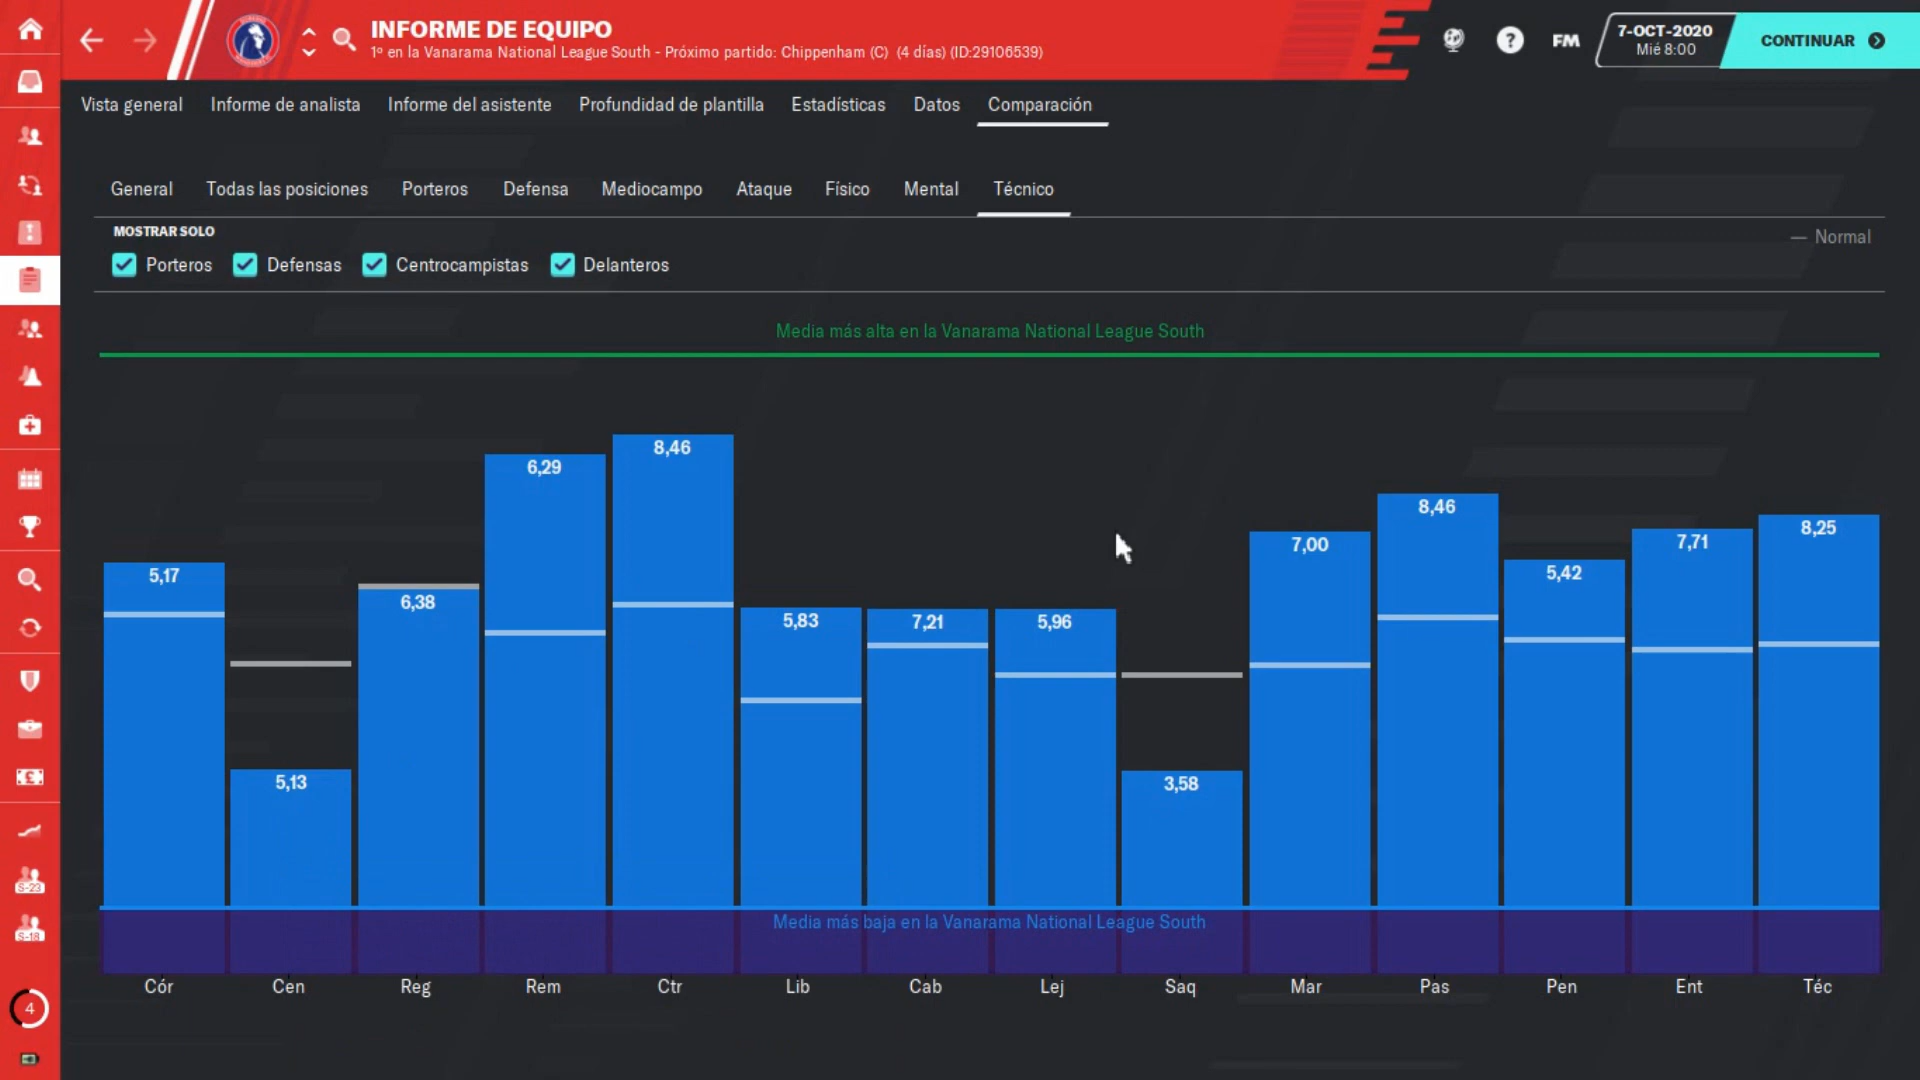 INFORME DE EQUIPO
1º en la Vanarama National League South - Próximo partido: Chippenham (C) (4 días) (ID:29106539)
FM
7-OCT-2020
Mié 8:00
CONTINUAR
Vista general Informe de analista Informe del asistente Profundidad de plantilla Estadísticas Datos Comparación
General Todas las posiciones Porteros Defensa Mediocampo Ataque Físico Mental Técnico
MOSTRAR SOLO
Normal
Porteros Defensas Centrocampistas Delanteros
Media más alta en la Vanarama National League South
5,17 5,13 6,38 6,29 8,46 5,83 7,21 5,96 3,58 7,00 8,46 5,42 7,71 8,25
Media más baja en la Vanarama National League South
Cór Cen Reg Rem Ctr Lib Cab Lej Saq Mar Pas Pen Ent Téc
S-23
S-18
4